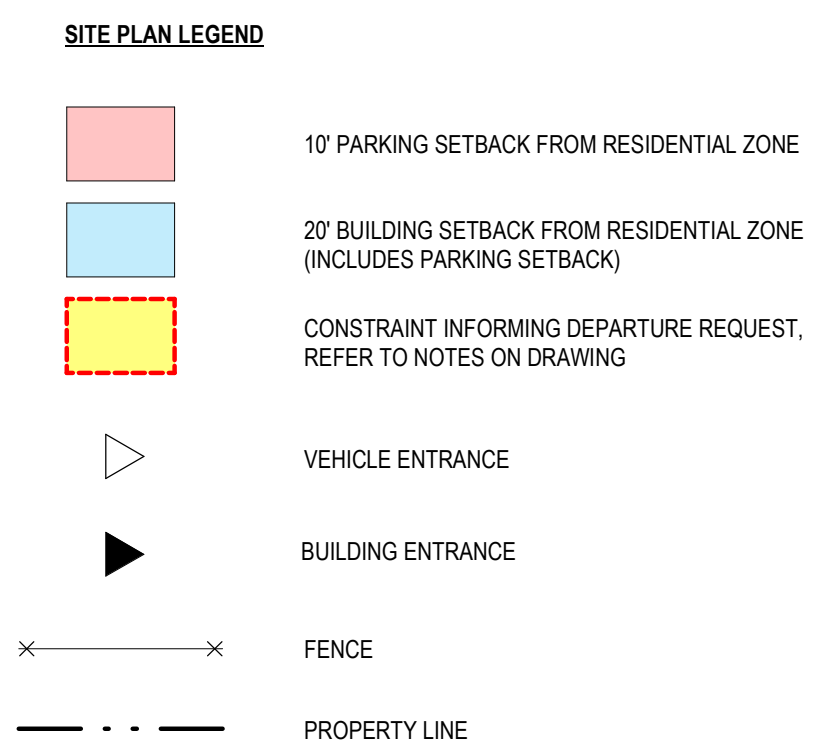 SITE PLAN LEGEND
10' PARKING SETBACK FROM RESIDENTIAL ZONE
20' BUILDING SETBACK FROM RESIDENTIAL ZONE
(INCLUDES PARKING SETBACK)
CONSTRAINT INFORMING DEPARTURE REQUEST,
REFER TO NOTES ON DRAWING
VEHICLE ENTRANCE
BUILDING ENTRANCE
FENCE
PROPERTY LINE